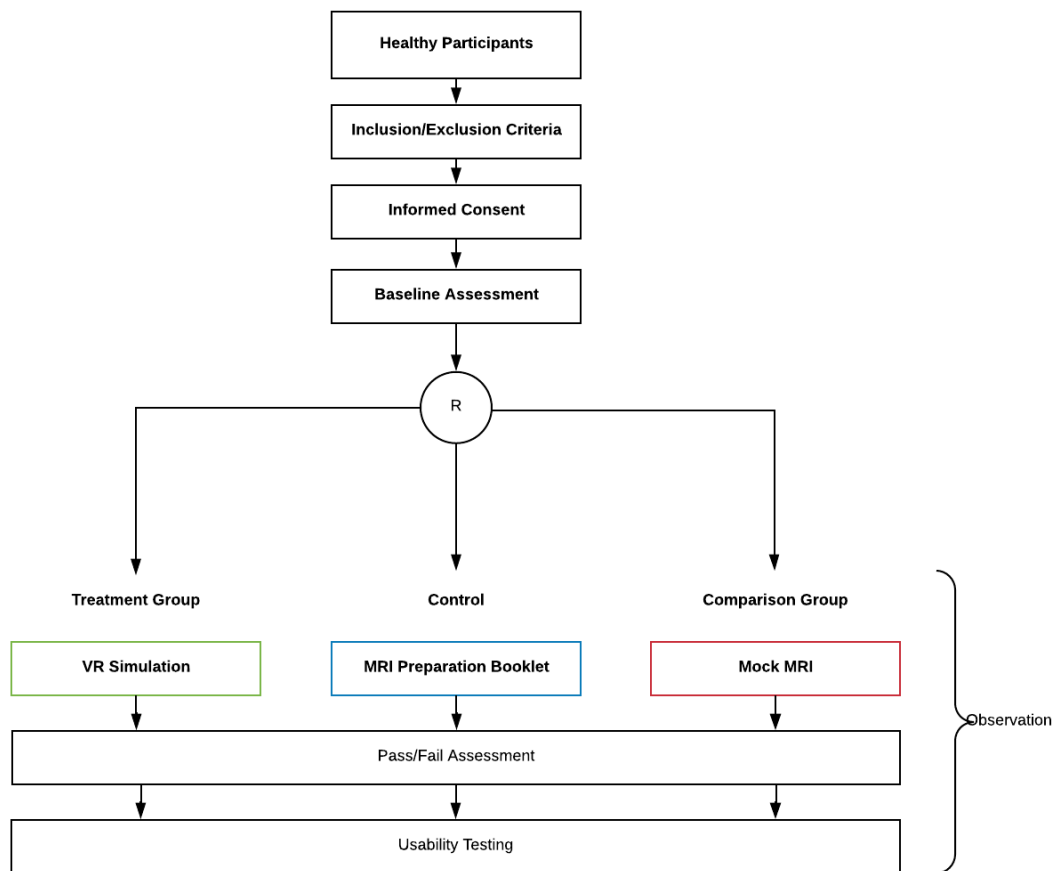 Healthy Participants
Inclusion/Exclusion Criteria
Informed Consent
Baseline Assessment
R
Treatment Group
Control
Comparison Group
VR Simulation
MRI Preparation Booklet
Mock MRI
Observation
Pass/Fail Assessment
Usability Testing